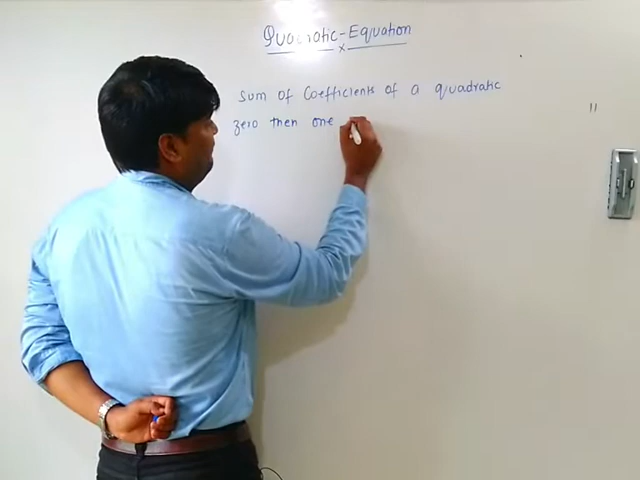 Quadratic-Equation
x
Sum of Coefficients of a quadratic
zero then one